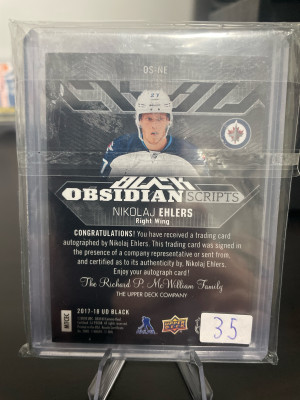 OS-NE
27
BLACK
OBSIDIAN SCRIPTS
NIKOLAJ EHLERS
Right Wing
CONGRATULATIONS! You have received a trading card
autographed by Nikolaj Ehlers. This trading card was signed in
the presence of a company representative or sent from,
and certified as to its authenticity by, Nikolaj Ehlers.
Enjoy your autograph card!
The Richard P. McWilliam Family
THE UPPER DECK COMPANY
2017-18 UD BLACK
UPPER DECK
35